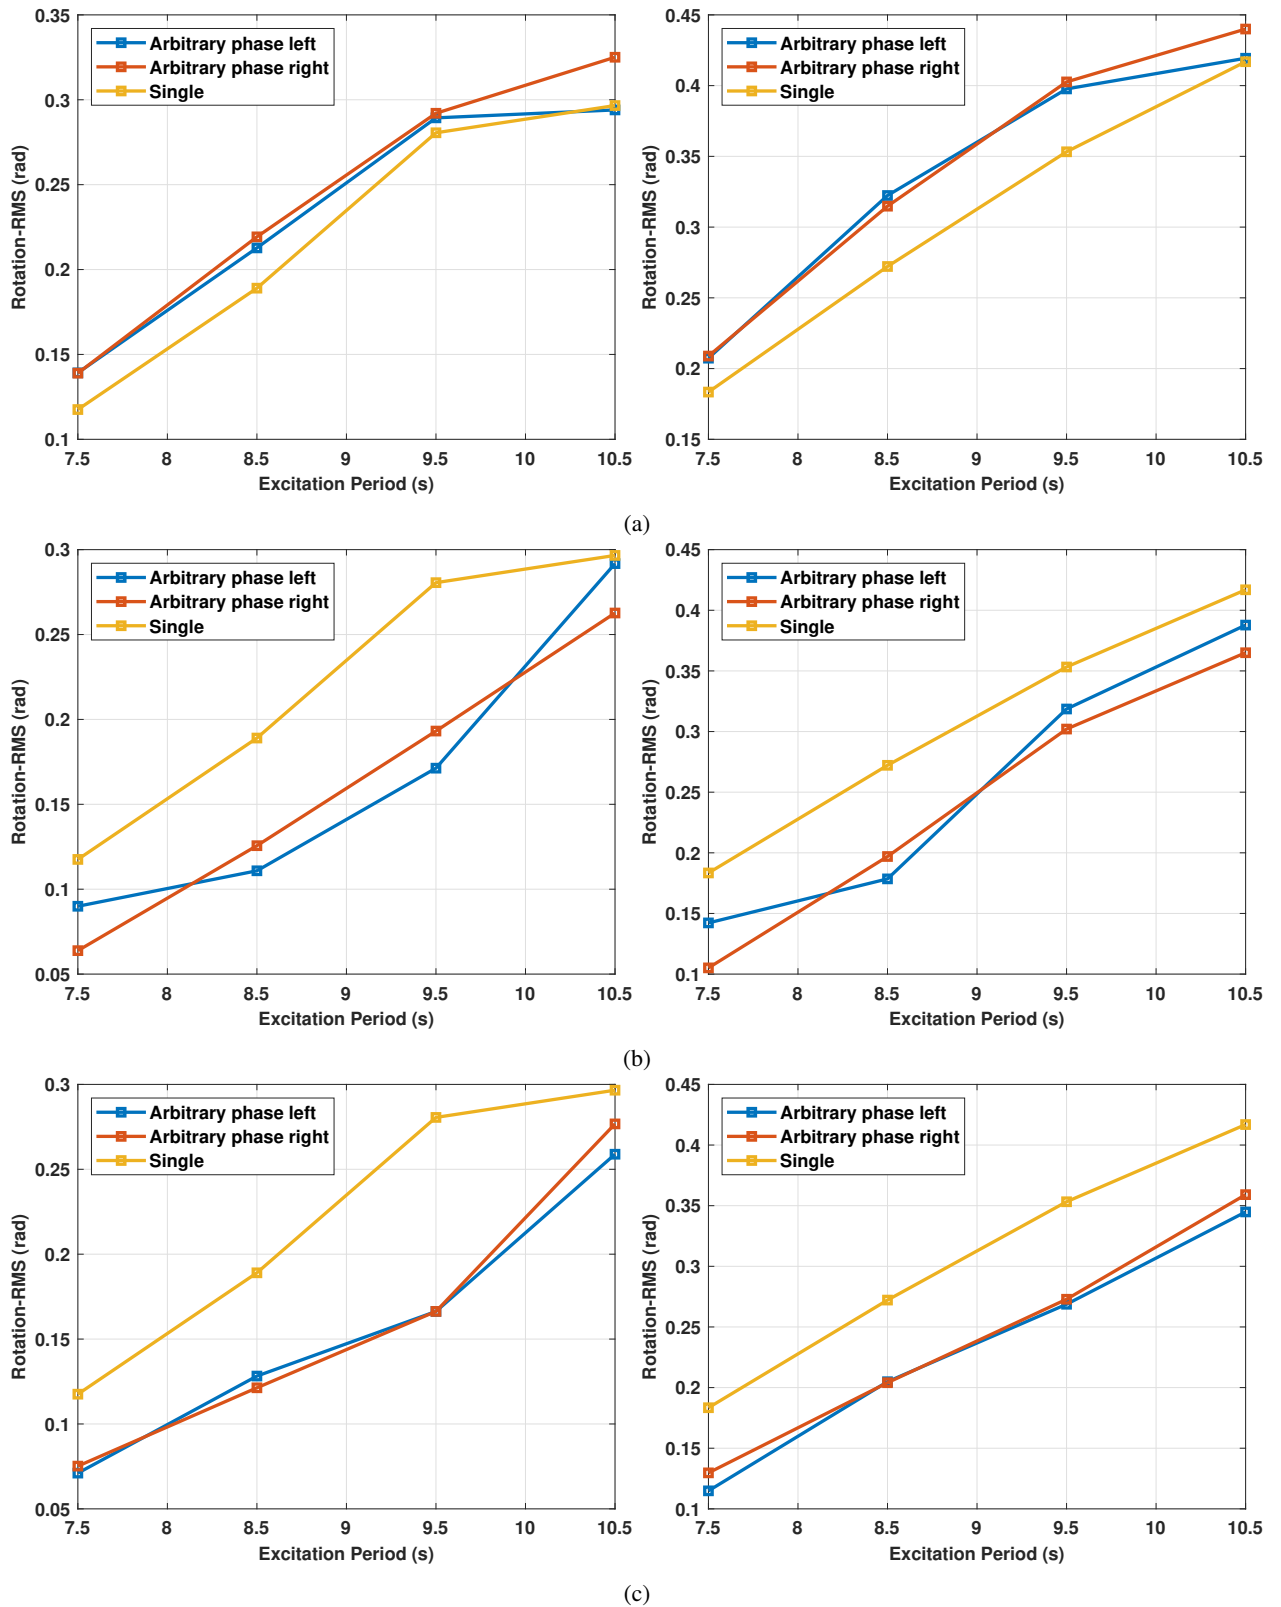 0.35
0.3
0.25
0.2
0.15
0.1
Rotation-RMS (rad)
Arbitrary phase left
Arbitrary phase right
Single
7.5 8 8.5 9 9.5 10 10.5
Excitation Period (s)
0.45
0.4
0.35
0.3
0.25
0.2
0.15
Rotation-RMS (rad)
Arbitrary phase left
Arbitrary phase right
Single
7.5 8 8.5 9 9.5 10 10.5
Excitation Period (s)
(a)
0.3
0.25
0.2
0.15
0.1
0.05
Rotation-RMS (rad)
Arbitrary phase left
Arbitrary phase right
Single
7.5 8 8.5 9 9.5 10 10.5
Excitation Period (s)
0.45
0.4
0.35
0.3
0.25
0.2
0.15
0.1
Rotation-RMS (rad)
Arbitrary phase left
Arbitrary phase right
Single
7.5 8 8.5 9 9.5 10 10.5
Excitation Period (s)
(b)
0.3
0.25
0.2
0.15
0.1
0.05
Rotation-RMS (rad)
Arbitrary phase left
Arbitrary phase right
Single
7.5 8 8.5 9 9.5 10 10.5
Excitation Period (s)
0.45
0.4
0.35
0.3
0.25
0.2
0.15
0.1
Rotation-RMS (rad)
Arbitrary phase left
Arbitrary phase right
Single
7.5 8 8.5 9 9.5 10 10.5
Excitation Period (s)
(c)